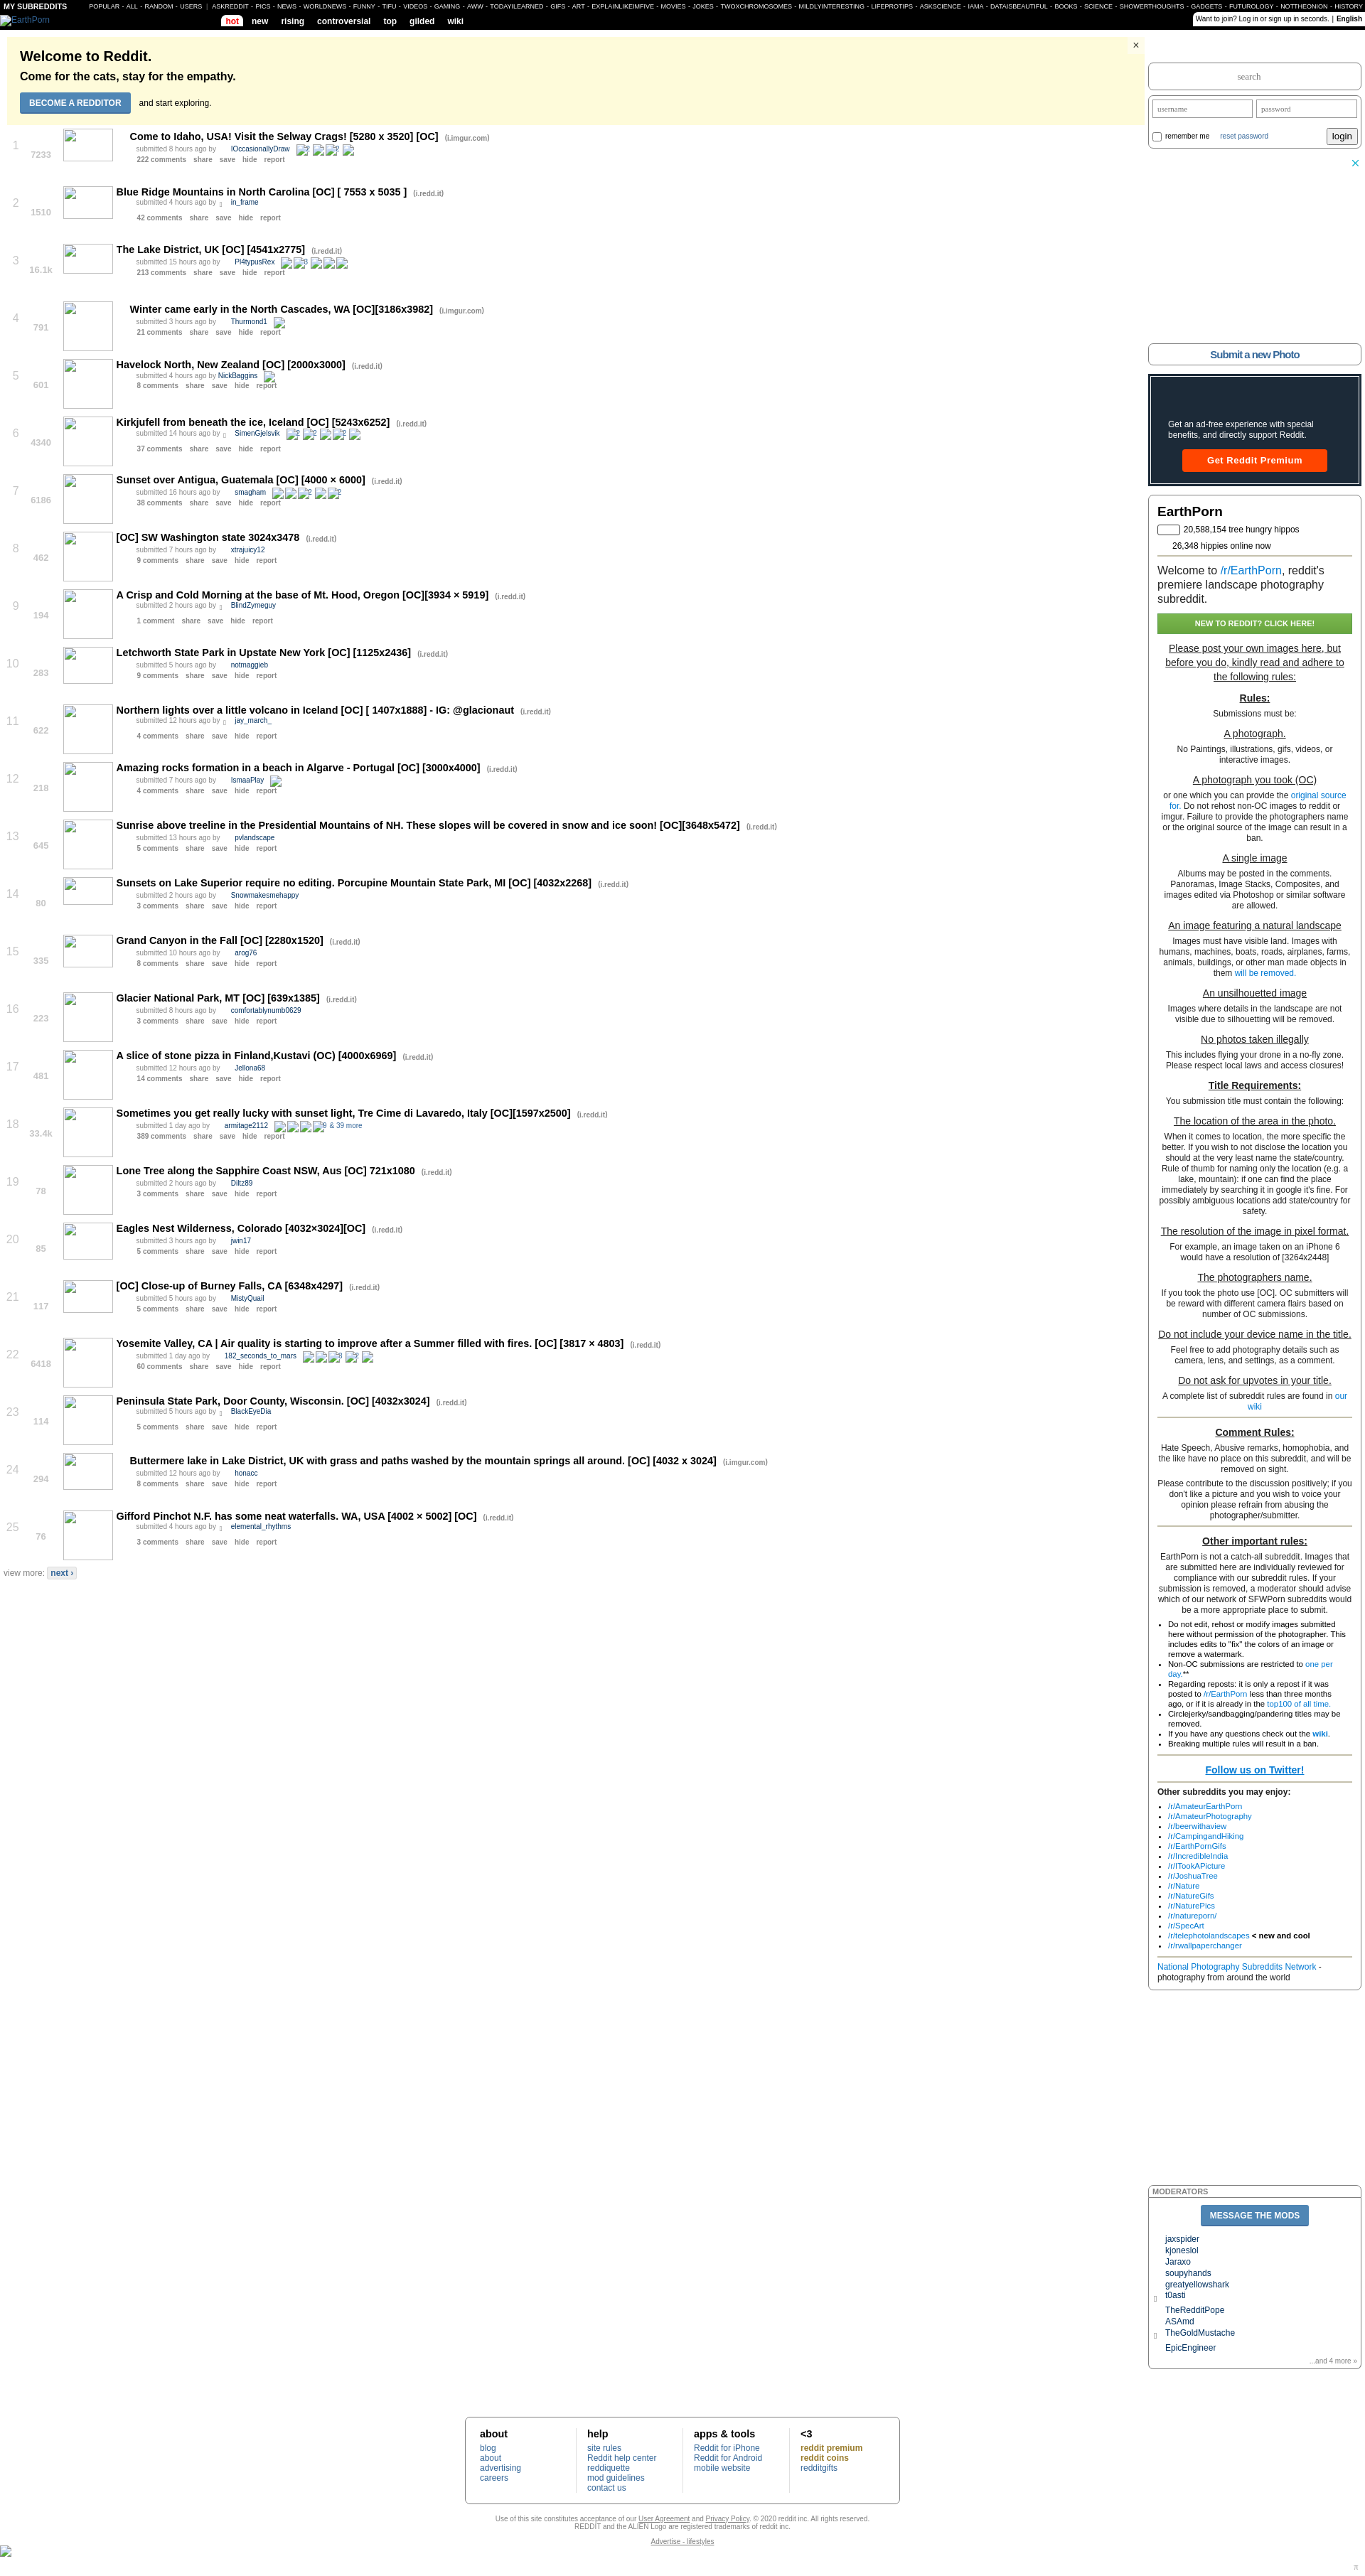 MY SUBREDDITS POPULAR - ALL - RANDOM - USERS | ASKREDDIT - PICS - NEWS - WORLDNEWS - FUNNY - TIFU - VIDEOS - GAMING - AWW - TODAYILEARNED - GIFS - ART - EXPLAINLIKEIMFIVE - MOVIES - JOKES - TWOXCHROMOSOMES - MILDLYINTERESTING - LIFEPROTIPS - ASKSCIENCE - IAMA - DATAISBEAUTIFUL - BOOKS - SCIENCE - SHOWERTHOUGHTS - GADGETS - FUTUROLOGY - NOTTHEONION - HISTORY
EarthPorn hot new rising controversial top gilded wiki
Want to join? Log in or sign up in seconds. | English
Welcome to Reddit.
Come for the cats, stay for the empathy.
BECOME A REDDITOR and start exploring.
×
1 7233
Come to Idaho, USA! Visit the Selway Crags! [5280 x 3520] [OC] (i.imgur.com)
submitted 8 hours ago by IOccasionallyDraw 2 2
222 comments share save hide report
2 1510
Blue Ridge Mountains in North Carolina [OC] [ 7553 x 5035 ] (i.redd.it)
submitted 4 hours ago by in_frame
42 comments share save hide report
3 16.1k
The Lake District, UK [OC] [4541x2775] (i.redd.it)
submitted 15 hours ago by Pl4typusRex
213 comments share save hide report
4 791
Winter came early in the North Cascades, WA [OC][3186x3982] (i.imgur.com)
submitted 3 hours ago by Thurmond1
21 comments share save hide report
5 601
Havelock North, New Zealand [OC] [2000x3000] (i.redd.it)
submitted 4 hours ago by NickBaggins
8 comments share save hide report
6 4340
Kirkjufell from beneath the ice, Iceland [OC] [5243x6252] (i.redd.it)
submitted 14 hours ago by SimenGjelsvik 2 2 2
37 comments share save hide report
7 6186
Sunset over Antigua, Guatemala [OC] [4000 × 6000] (i.redd.it)
submitted 16 hours ago by smagham 2 2
38 comments share save hide report
8 462
[OC] SW Washington state 3024x3478 (i.redd.it)
submitted 7 hours ago by xtrajuicy12
9 comments share save hide report
9 194
A Crisp and Cold Morning at the base of Mt. Hood, Oregon [OC][3934 × 5919] (i.redd.it)
submitted 2 hours ago by BlindZymeguy
1 comment share save hide report
10 283
Letchworth State Park in Upstate New York [OC] [1125x2436] (i.redd.it)
submitted 5 hours ago by notmaggieb
9 comments share save hide report
11 622
Northern lights over a little volcano in Iceland [OC] [ 1407x1888] - IG: @glacionaut (i.redd.it)
submitted 12 hours ago by jay_march_
4 comments share save hide report
12 218
Amazing rocks formation in a beach in Algarve - Portugal [OC] [3000x4000] (i.redd.it)
submitted 7 hours ago by IsmaaPlay
4 comments share save hide report
13 645
Sunrise above treeline in the Presidential Mountains of NH. These slopes will be covered in snow and ice soon! [OC][3648x5472] (i.redd.it)
submitted 13 hours ago by pvlandscape
5 comments share save hide report
14 80
Sunsets on Lake Superior require no editing. Porcupine Mountain State Park, MI [OC] [4032x2268] (i.redd.it)
submitted 2 hours ago by Snowmakesmehappy
3 comments share save hide report
15 335
Grand Canyon in the Fall [OC] [2280x1520] (i.redd.it)
submitted 10 hours ago by arog76
8 comments share save hide report
16 223
Glacier National Park, MT [OC] [639x1385] (i.redd.it)
submitted 8 hours ago by comfortablynumb0629
3 comments share save hide report
17 481
A slice of stone pizza in Finland,Kustavi (OC) [4000x6969] (i.redd.it)
submitted 12 hours ago by Jellona68
14 comments share save hide report
18 33.4k
Sometimes you get really lucky with sunset light, Tre Cime di Lavaredo, Italy [OC][1597x2500] (i.redd.it)
submitted 1 day ago by armitage2112 9 & 39 more
389 comments share save hide report
19 78
Lone Tree along the Sapphire Coast NSW, Aus [OC] 721x1080 (i.redd.it)
submitted 2 hours ago by Diltz89
3 comments share save hide report
20 85
Eagles Nest Wilderness, Colorado [4032×3024][OC] (i.redd.it)
submitted 3 hours ago by jwin17
5 comments share save hide report
21 117
[OC] Close-up of Burney Falls, CA [6348x4297] (i.redd.it)
submitted 5 hours ago by MistyQuail
5 comments share save hide report
22 6418
Yosemite Valley, CA | Air quality is starting to improve after a Summer filled with fires. [OC] [3817 × 4803] (i.redd.it)
submitted 1 day ago by 182_seconds_to_mars 3 2
60 comments share save hide report
23 114
Peninsula State Park, Door County, Wisconsin. [OC] [4032x3024] (i.redd.it)
submitted 5 hours ago by BlackEyeDia
5 comments share save hide report
24 294
Buttermere lake in Lake District, UK with grass and paths washed by the mountain springs all around. [OC] [4032 x 3024] (i.imgur.com)
submitted 12 hours ago by honacc
8 comments share save hide report
25 76
Gifford Pinchot N.F. has some neat waterfalls. WA, USA [4002 × 5002] [OC] (i.redd.it)
submitted 4 hours ago by elemental_rhythms
3 comments share save hide report
view more: next ›
search
username password
remember me reset password login
Submit a new Photo
Get an ad-free experience with special
benefits, and directly support Reddit.
Get Reddit Premium
EarthPorn
20,588,154 tree hungry hippos
26,348 hippies online now
Welcome to /r/EarthPorn, reddit's
premiere landscape photography
subreddit.
NEW TO REDDIT? CLICK HERE!
Please post your own images here, but
before you do, kindly read and adhere to
the following rules:
Rules:
Submissions must be:
A photograph.
No Paintings, illustrations, gifs, videos, or
interactive images.
A photograph you took (OC)
or one which you can provide the original source
for. Do not rehost non-OC images to reddit or
imgur. Failure to provide the photographers name
or the original source of the image can result in a
ban.
A single image
Albums may be posted in the comments.
Panoramas, Image Stacks, Composites, and
images edited via Photoshop or similar software
are allowed.
An image featuring a natural landscape
Images must have visible land. Images with
humans, machines, boats, roads, airplanes, farms,
animals, buildings, or other man made objects in
them will be removed.
An unsilhouetted image
Images where details in the landscape are not
visible due to silhouetting will be removed.
No photos taken illegally
This includes flying your drone in a no-fly zone.
Please respect local laws and access closures!
Title Requirements:
You submission title must contain the following:
The location of the area in the photo.
When it comes to location, the more specific the
better. If you wish to not disclose the location you
should at the very least name the state/country.
Rule of thumb for naming only the location (e.g. a
lake, mountain): if one can find the place
immediately by searching it in google it's fine. For
possibly ambiguous locations add state/country for
safety.
The resolution of the image in pixel format.
For example, an image taken on an iPhone 6
would have a resolution of [3264x2448]
The photographers name.
If you took the photo use [OC]. OC submitters will
be reward with different camera flairs based on
number of OC submissions.
Do not include your device name in the title.
Feel free to add photography details such as
camera, lens, and settings, as a comment.
Do not ask for upvotes in your title.
A complete list of subreddit rules are found in our
wiki
Comment Rules:
Hate Speech, Abusive remarks, homophobia, and
the like have no place on this subreddit, and will be
removed on sight.
Please contribute to the discussion positively; if you
don't like a picture and you wish to voice your
opinion please refrain from abusing the
photographer/submitter.
Other important rules:
EarthPorn is not a catch-all subreddit. Images that
are submitted here are individually reviewed for
compliance with our subreddit rules. If your
submission is removed, a moderator should advise
which of our network of SFWPorn subreddits would
be a more appropriate place to submit.
Do not edit, rehost or modify images submitted
here without permission of the photographer. This
includes edits to "fix" the colors of an image or
remove a watermark.
Non-OC submissions are restricted to one per
day.**
Regarding reposts: it is only a repost if it was
posted to /r/EarthPorn less than three months
ago, or if it is already in the top100 of all time.
Circlejerky/sandbagging/pandering titles may be
removed.
If you have any questions check out the wiki.
Breaking multiple rules will result in a ban.
Follow us on Twitter!
Other subreddits you may enjoy:
/r/AmateurEarthPorn
/r/AmateurPhotography
/r/beerwithaview
/r/CampingandHiking
/r/EarthPornGifs
/r/IncredibleIndia
/r/ITookAPicture
/r/JoshuaTree
/r/Nature
/r/NatureGifs
/r/NaturePics
/r/natureporn/
/r/SpecArt
/r/telephotolandscapes < new and cool
/r/rwallpaperchanger
National Photography Subreddits Network -
photography from around the world
MODERATORS
MESSAGE THE MODS
jaxspider
kjoneslol
Jaraxo
soupyhands
greatyellowshark
t0asti
TheRedditPope
ASAmd
TheGoldMustache
EpicEngineer
...and 4 more »
about help apps & tools <3
blog site rules Reddit for iPhone reddit premium
about Reddit help center Reddit for Android reddit coins
advertising reddiquette mobile website redditgifts
careers mod guidelines
contact us
Use of this site constitutes acceptance of our User Agreement and Privacy Policy. © 2020 reddit inc. All rights reserved.
REDDIT and the ALIEN Logo are registered trademarks of reddit inc.
Advertise - lifestyles
π